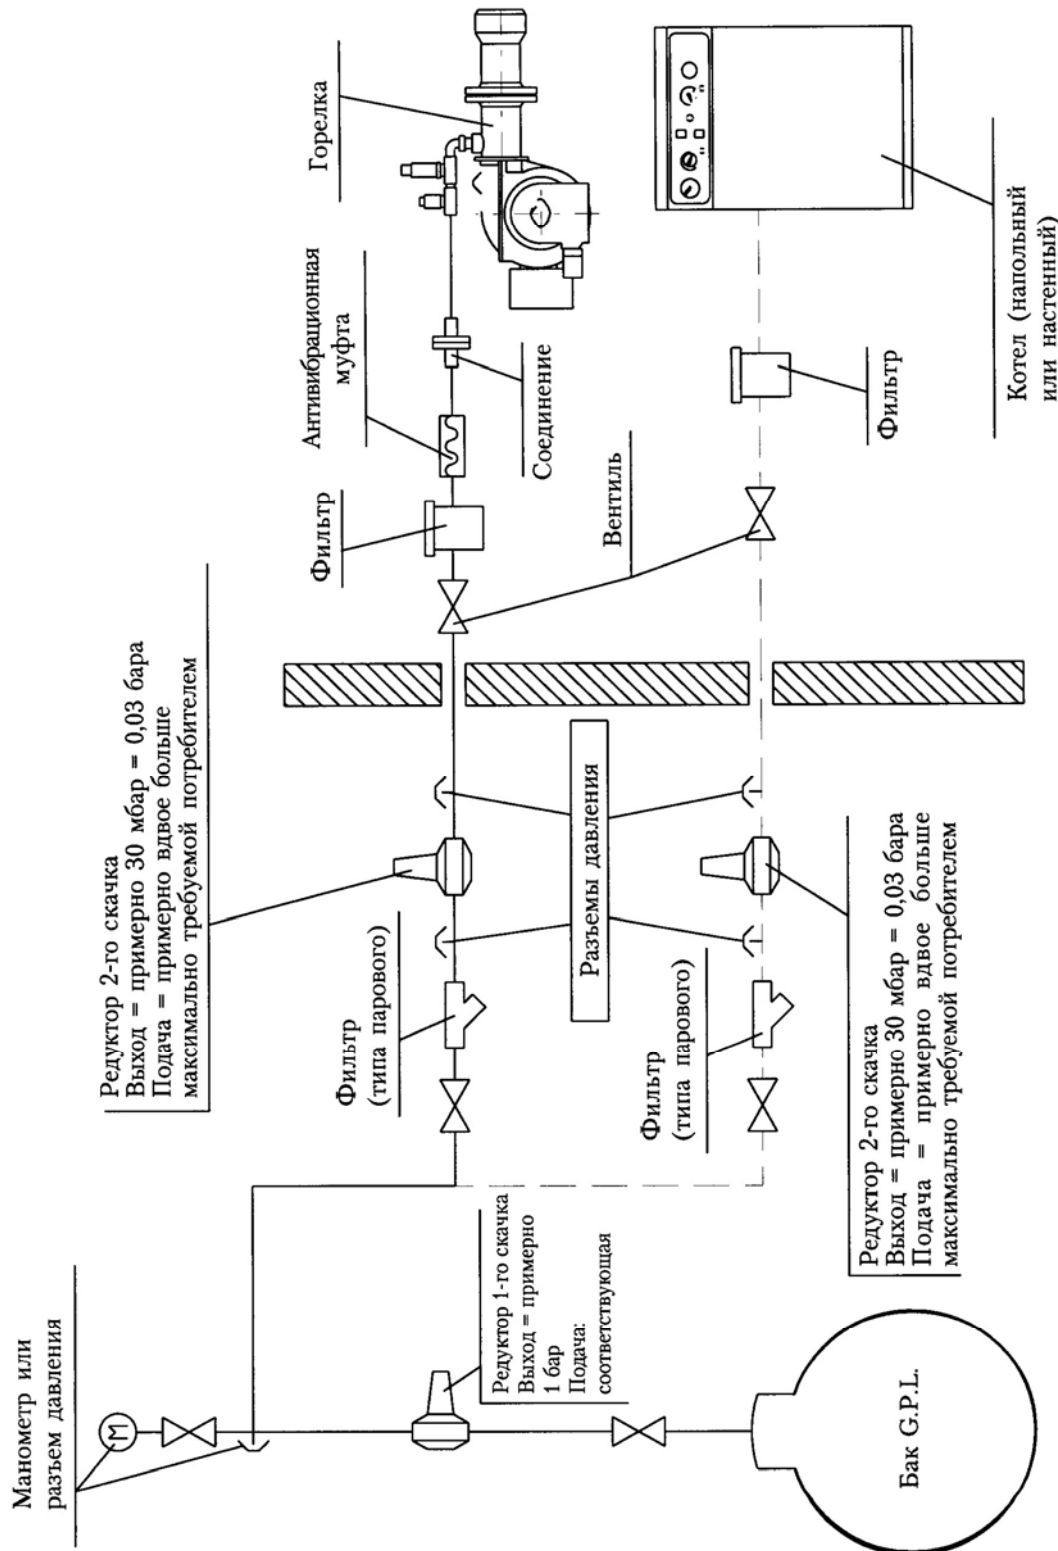 Манометр или
разъем давления
Редуктор 2-го скачка
Выход = примерно 30 мбар = 0,03 бара
Подача = примерно вдвое больше
максимально требуемой потребителем
Фильтр
Антивибрационная
муфта
Горелка
Фильтр
(типа парового)
M
Редуктор 1-го скачка
Выход = примерно
1 бар
Подача:
соответствующая
Соединение
Разъемы давления
Вентиль
Фильтр
(типа парового)
Бак G.P.L.
Редуктор 2-го скачка
Выход = примерно 30 мбар = 0,03 бара
Подача = примерно вдвое больше
максимально требуемой потребителем
Фильтр
Котел (напольный
или настенный)